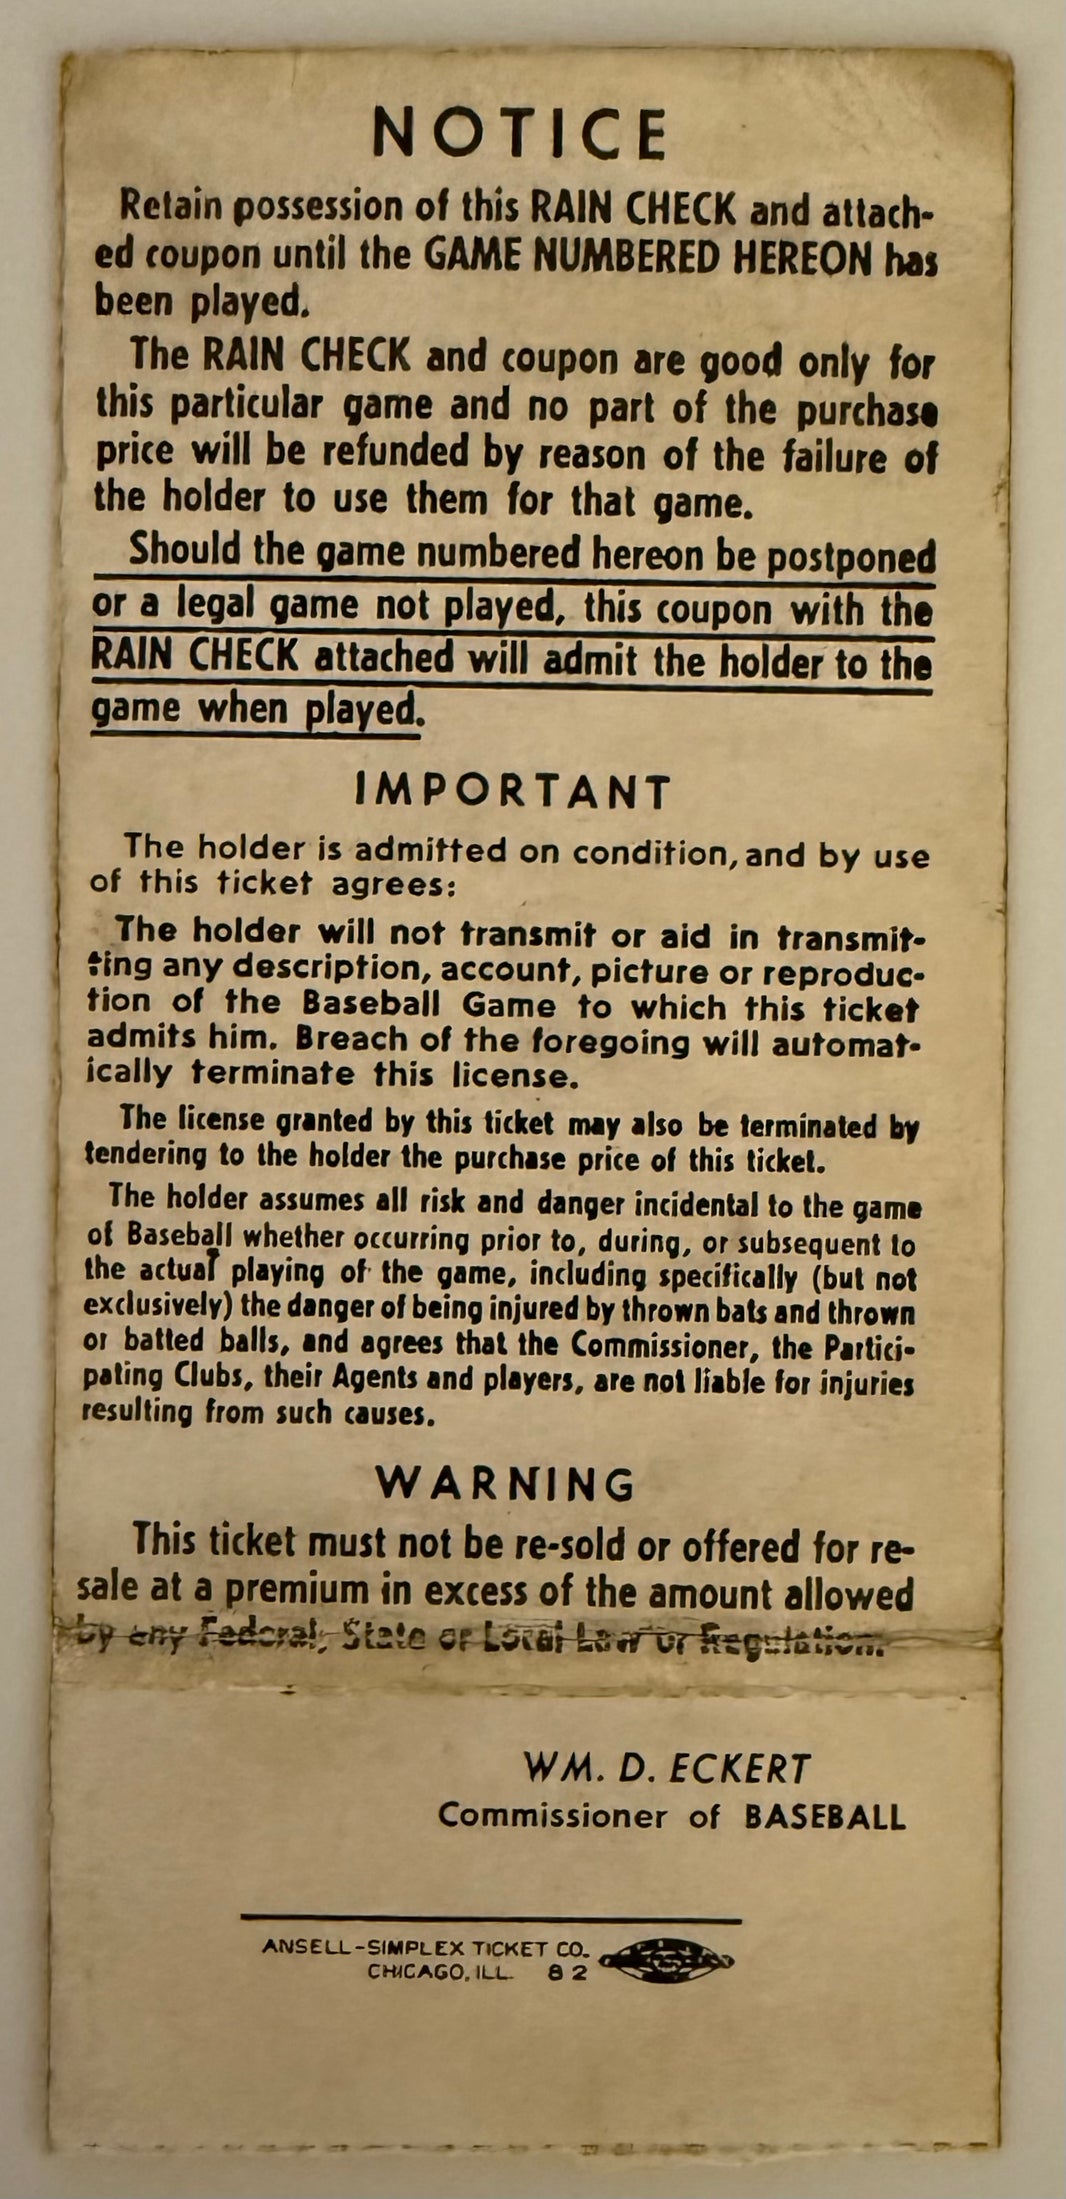 NOTICE
Retain possession of this RAIN CHECK and attach-
ed coupon until the GAME NUMBERED HEREON has
been played.
The RAIN CHECK and coupon are good only for
this particular game and no part of the purchase
price will be refunded by reason of the failure of
the holder to use them for that game.
Should the game numbered hereon be postponed
or a legal game not played, this coupon with the
RAIN CHECK attached will admit the holder to the
game when played.
IMPORTANT
The holder is admitted on condition, and by use
of this ticket agrees:
The holder will not transmit or aid in transmit-
ting any description, account, picture or reproduc-
tion of the Baseball Game to which this ticket
admits him. Breach of the foregoing will automat-
ically terminate this license.
The license granted by this ticket may also be terminated by
tendering to the holder the purchase price of this ticket.
The holder assumes all risk and danger incidental to the game
of Baseball whether occurring prior to, during, or subsequent to
the actual playing of the game, including specifically (but not
exclusively) the danger of being injured by thrown bats and thrown
or batted balls, and agrees that the Commissioner, the Partici-
pating Clubs, their Agents and players, are not liable for injuries
resulting from such causes.
WARNING
This ticket must not be re-sold or offered for re-
sale at a premium in excess of the amount allowed
by any Federal, State or Local Law or Regulation.
WM. D. ECKERT
Commissioner of BASEBALL
ANSELL-SIMPLEX TICKET CO.
CHICAGO, ILL. 82